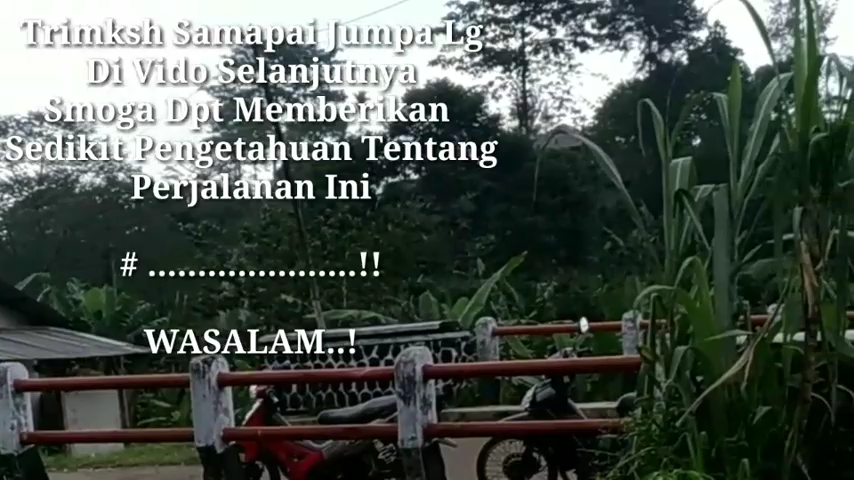 Trimksh Samapai Jumpa Lg
Di Vido Selanjutnya
Smoga Dpt Memberikan
Sedikit Pengetahuan Tentang
Perjalanan Ini
# .....................!!
WASALAM..!